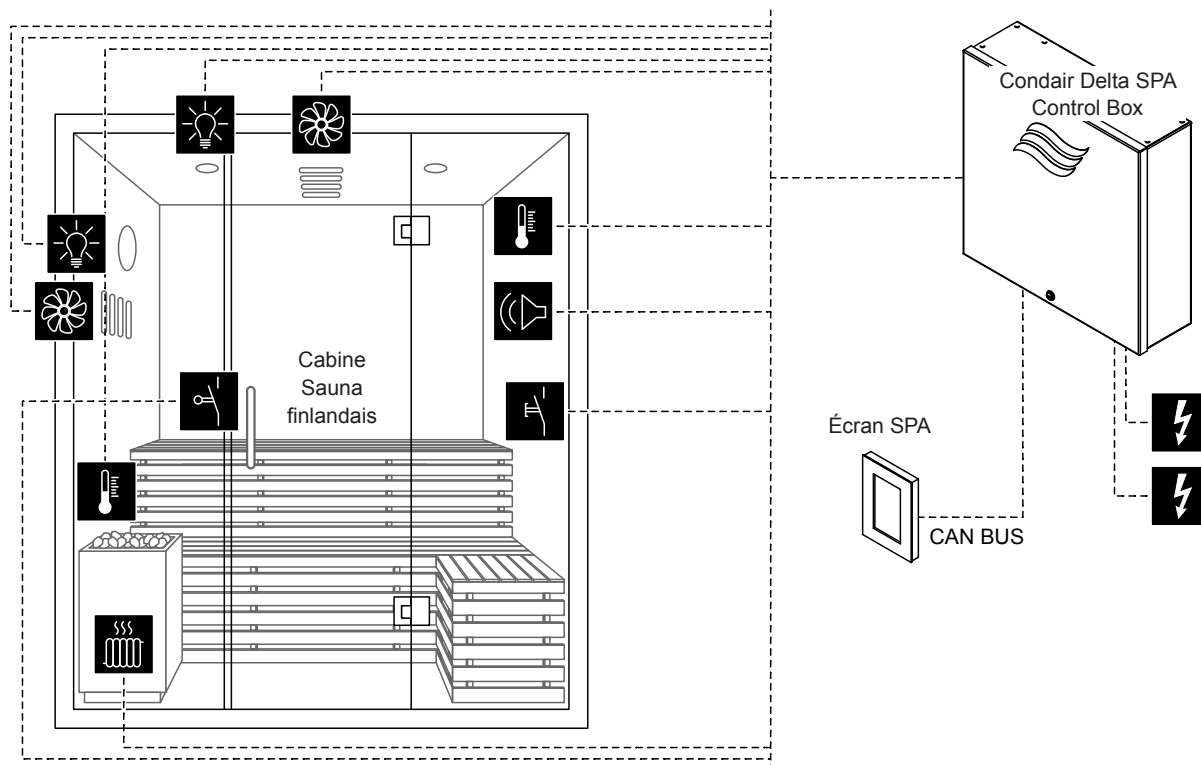 Condair Delta SPA
Control Box
Cabine
Sauna
finlandais
Écran SPA
CAN BUS